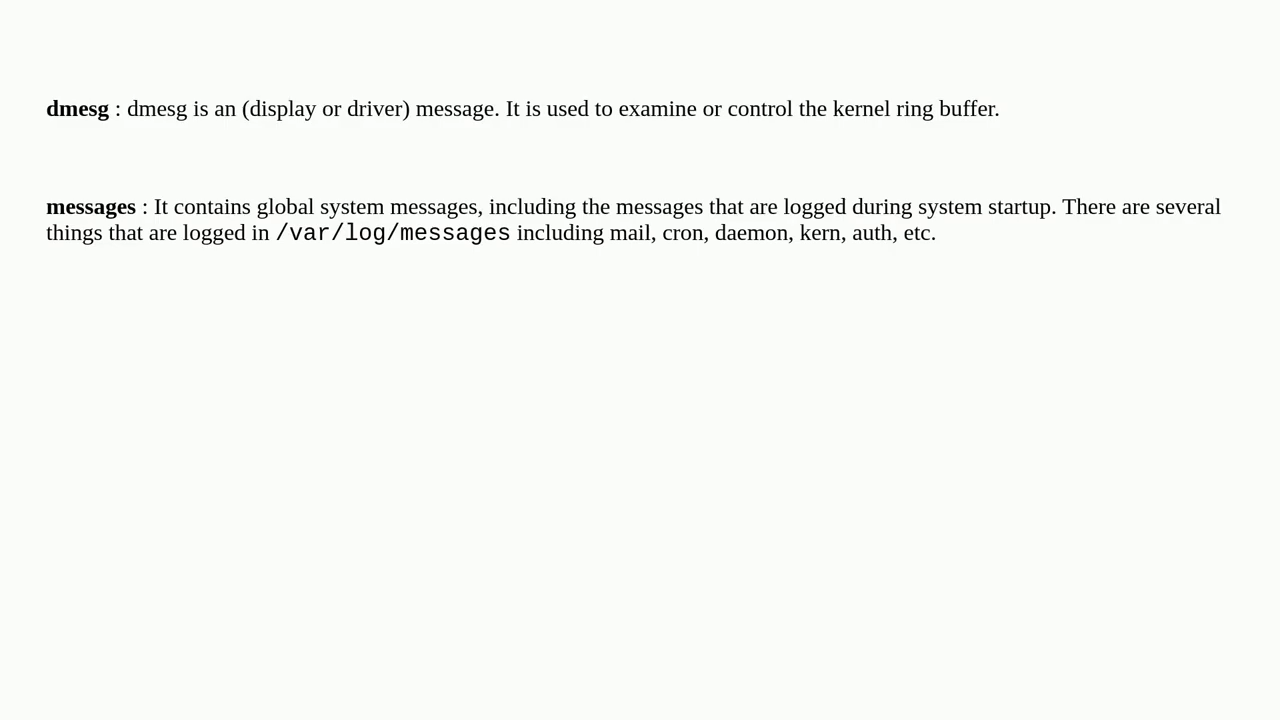 dmesg : dmesg is an (display or driver) message. It is used to examine or control the kernel ring buffer.
messages : It contains global system messages, including the messages that are logged during system startup. There are several
things that are logged in /var/log/messages including mail, cron, daemon, kern, auth, etc.